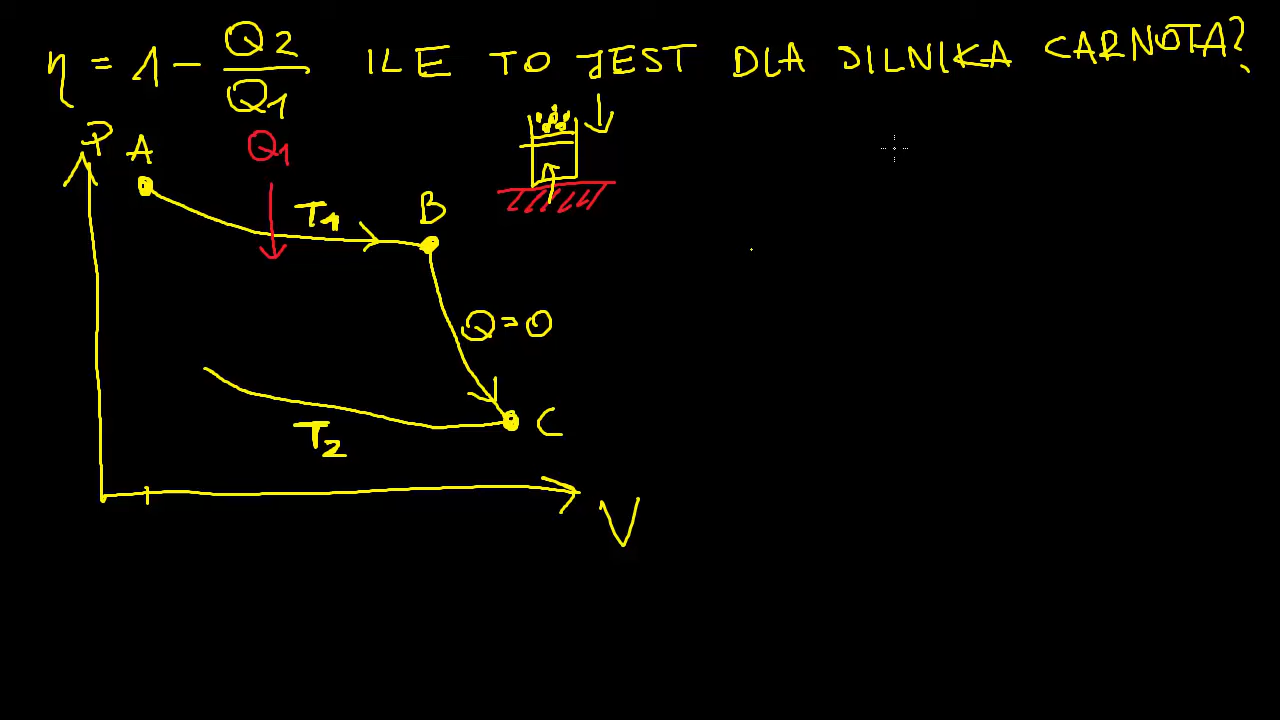 η = 1 - Q2/Q1 ILE TO JEST DLA SILNIKA CARNOTA?
P A Q1
T1 B
Q=0
T2 C
V